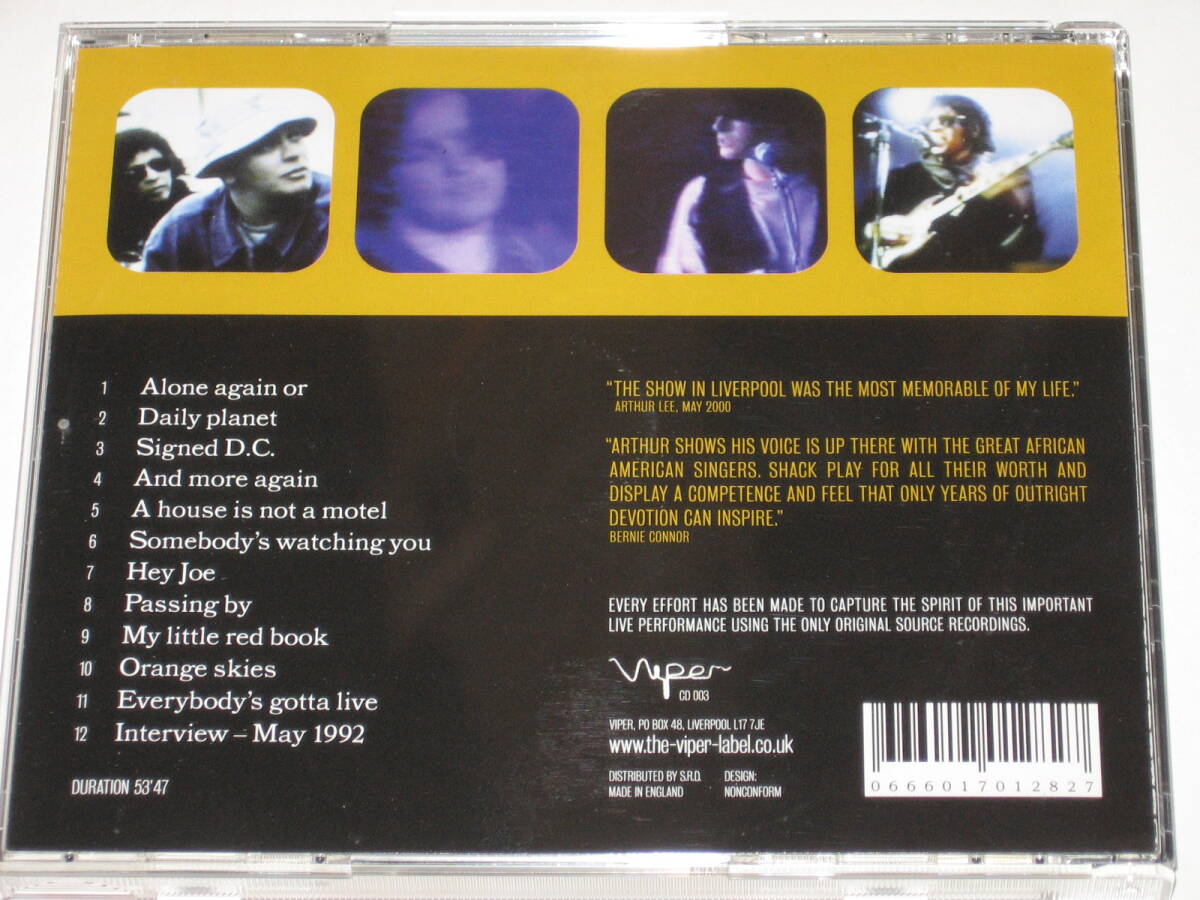 1 Alone again or
2 Daily planet
3 Signed D.C.
4 And more again
5 A house is not a motel
6 Somebody's watching you
7 Hey Joe
8 Passing by
9 My little red book
10 Orange skies
11 Everybody's gotta live
12 Interview – May 1992
DURATION 53'47
"THE SHOW IN LIVERPOOL WAS THE MOST MEMORABLE OF MY LIFE."
ARTHUR LEE, MAY 2000
"ARTHUR SHOWS HIS VOICE IS UP THERE WITH THE GREAT AFRICAN
AMERICAN SINGERS. SHACK PLAY FOR ALL THEIR WORTH AND
DISPLAY A COMPETENCE AND FEEL THAT ONLY YEARS OF OUTRIGHT
DEVOTION CAN INSPIRE."
BERNIE CONNOR
EVERY EFFORT HAS BEEN MADE TO CAPTURE THE SPIRIT OF THIS IMPORTANT
LIVE PERFORMANCE USING THE ONLY ORIGINAL SOURCE RECORDINGS.
Viper
CD 003
VIPER, PO BOX 48, LIVERPOOL L17 7JE
www.the-viper-label.co.uk
DISTRIBUTED BY S.R.D.
MADE IN ENGLAND
DESIGN:
NONCONFORM
0666017012827